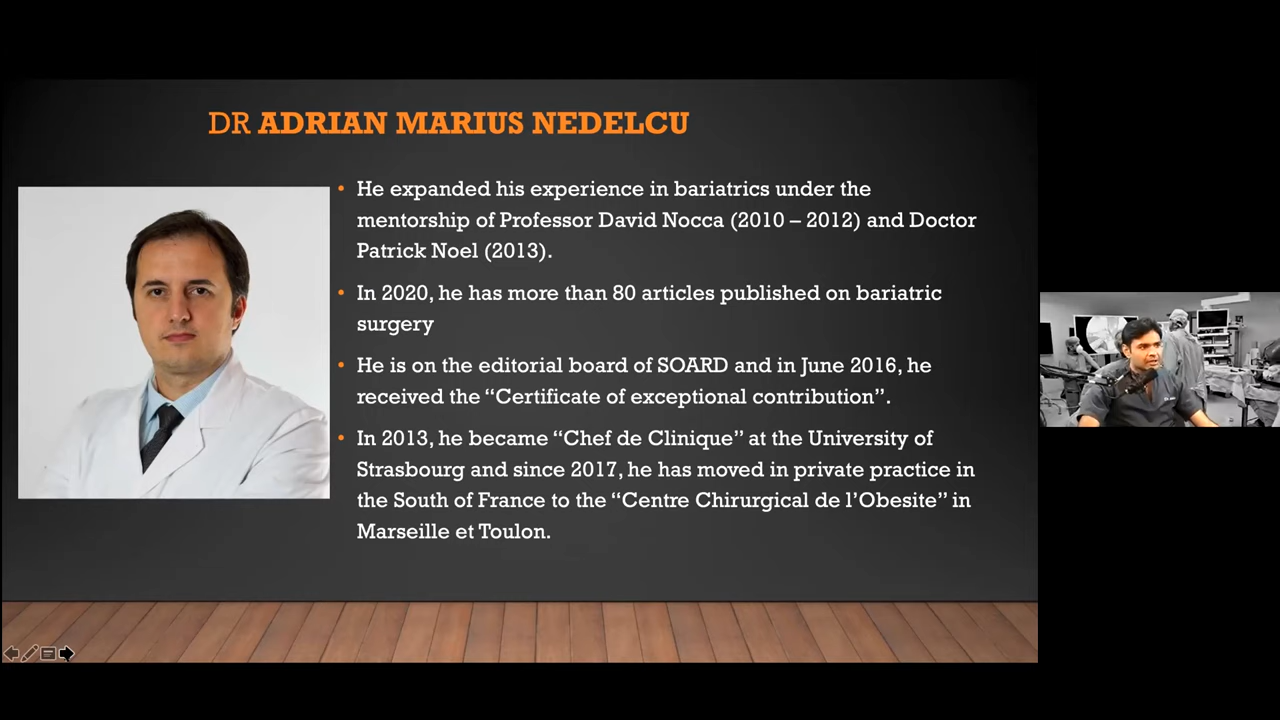 DR ADRIAN MARIUS NEDELCU
• He expanded his experience in bariatrics under the
mentorship of Professor David Nocca (2010 – 2012) and Doctor
Patrick Noel (2013).
• In 2020, he has more than 80 articles published on bariatric
surgery
• He is on the editorial board of SOARD and in June 2016, he
received the “Certificate of exceptional contribution”.
• In 2013, he became “Chef de Clinique” at the University of
Strasbourg and since 2017, he has moved in private practice in
the South of France to the “Centre Chirurgical de l’Obesite” in
Marseille et Toulon.